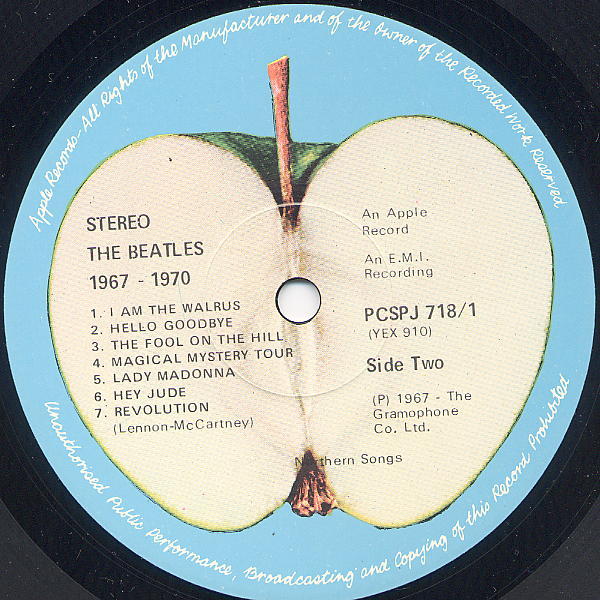 Apple Records-All Rights of the Manufacturer and of the Owner of the Recorded Work Reserved
STEREO
THE BEATLES
1967 - 1970
1. I AM THE WALRUS
2. HELLO GOODBYE
3. THE FOOL ON THE HILL
4. MAGICAL MYSTERY TOUR
5. LADY MADONNA
6. HEY JUDE
7. REVOLUTION
(Lennon-McCartney)
An Apple
Record
An E.M.I.
Recording
PCSPJ 718/1
(YEX 910)
Side Two
(P) 1967 - The
Gramophone
Co. Ltd.
Northern Songs
Unauthorised Public Performance, Broadcasting and Copying of this Record Prohibited